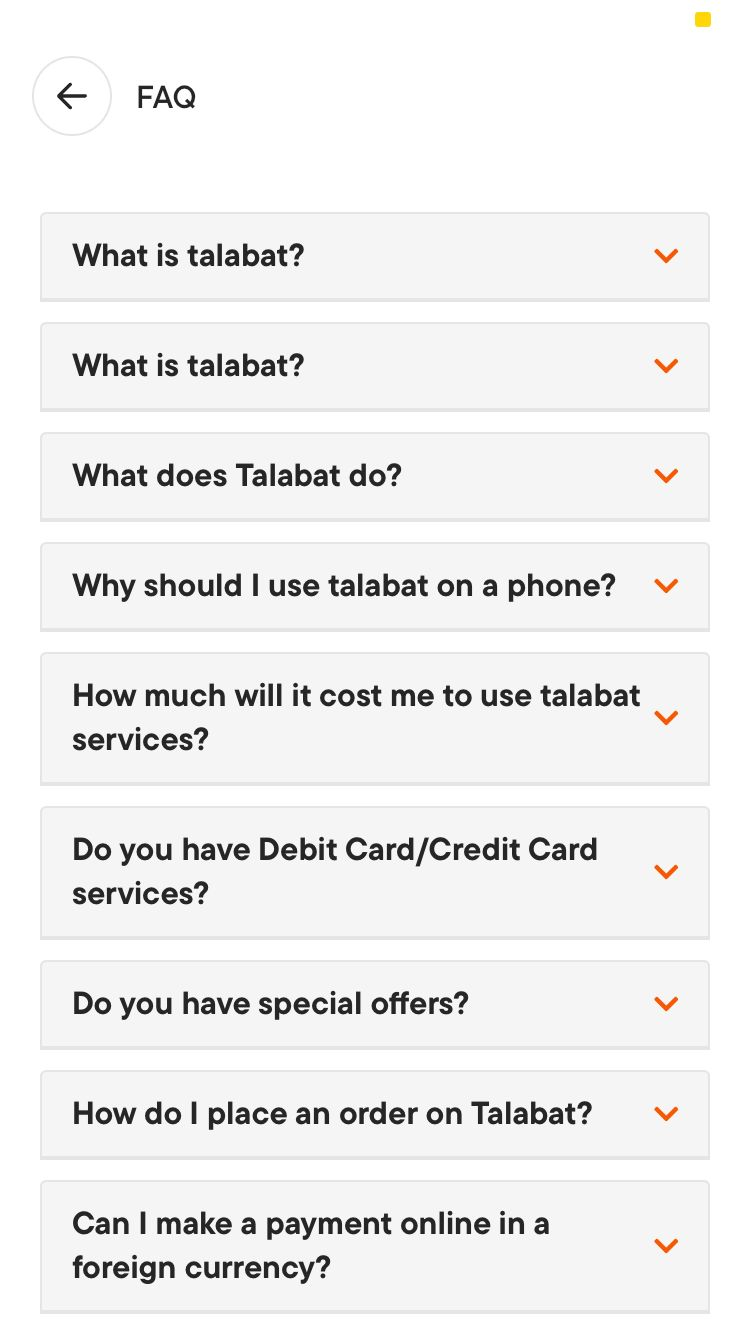 FAQ
What is talabat?
What is talabat?
What does Talabat do?
Why should I use talabat on a phone?
How much will it cost me to use talabat
services?
Do you have Debit Card/Credit Card
services?
Do you have special offers?
How do I place an order on Talabat?
Can I make a payment online in a
foreign currency?